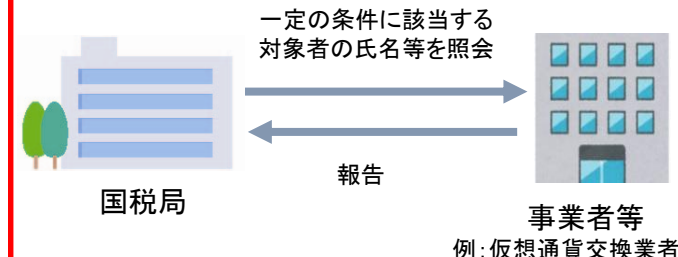 一定の条件に該当する
対象者の氏名等を照会
報告
国税局
事業者等
例:仮想通貨交換業者